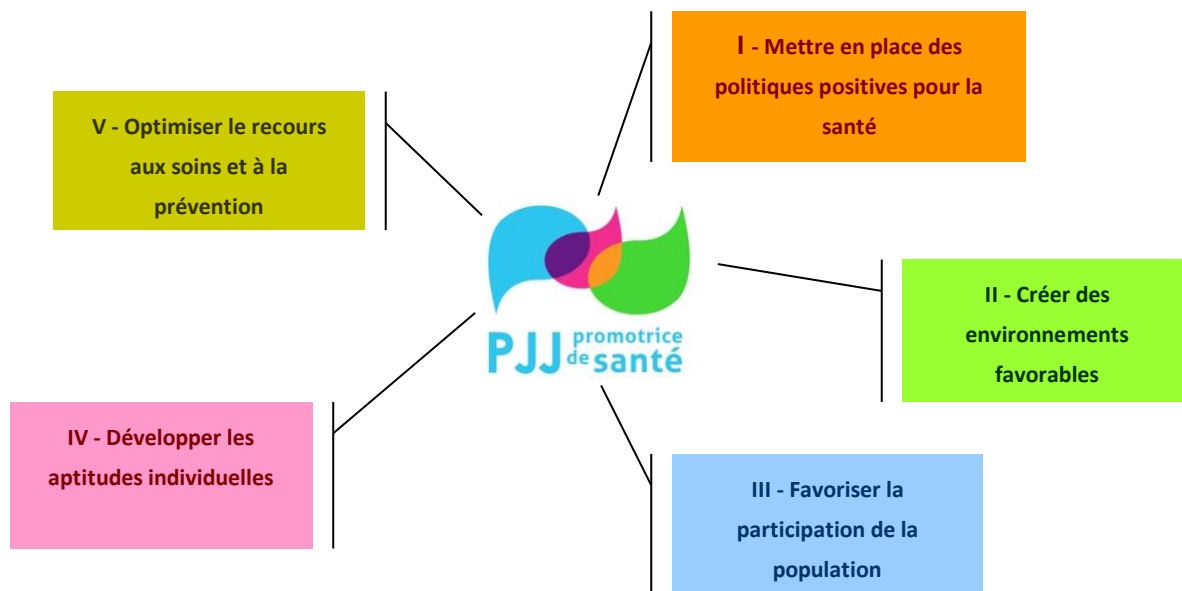 I - Mettre en place des
politiques positives pour la
santé
V - Optimiser le recours
aux soins et à la
prévention
PJJ promotrice
de santé
II - Créer des
environnements
favorables
IV - Développer les
aptitudes individuelles
III - Favoriser la
participation de la
population